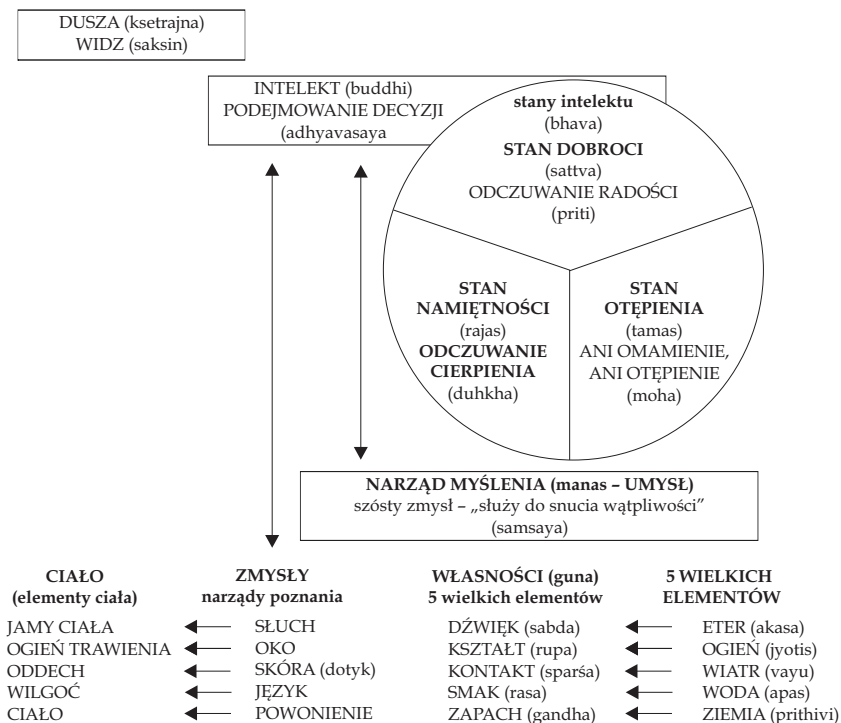 DUSZA (ksetrajna)
WIDZ (saksin)
INTELEKT (buddhi)
PODEJMOWANIE DECYZJI
(adhyavasaya
stany intelektu
(bhava)
STAN DOBROCI
(sattva)
ODCZUWANIE RADOŚCI
(priti)
STAN
NAMIĘTNOŚCI
(rajas)
ODCZUWANIE
CIERPIENIA
(duhkha)
STAN
OTĘPIENIA
(tamas)
ANI OMAMIENIE,
ANI OTĘPIENIE
(moha)
NARZĄD MYŚLENIA (manas – UMYSŁ)
szósty zmysł – „służy do snucia wątpliwości”
(samsaya)
CIAŁO
(elementy ciała)
JAMY CIAŁA
OGIEŃ TRAWIENIA
ODDECH
WILGOĆ
CIAŁO
ZMYSŁY
narządy poznania
SŁUCH
OKO
SKÓRA (dotyk)
JĘZYK
POWONIENIE
WŁASNOŚCI (guna)
5 wielkich elementów
DŹWIĘK (sabda)
KSZTAŁT (rupa)
KONTAKT (sparśa)
SMAK (rasa)
ZAPACH (gandha)
5 WIELKICH
ELEMENTÓW
ETER (akasa)
OGIEŃ (jyotis)
WIATR (vayu)
WODA (apas)
ZIEMIA (prithivi)